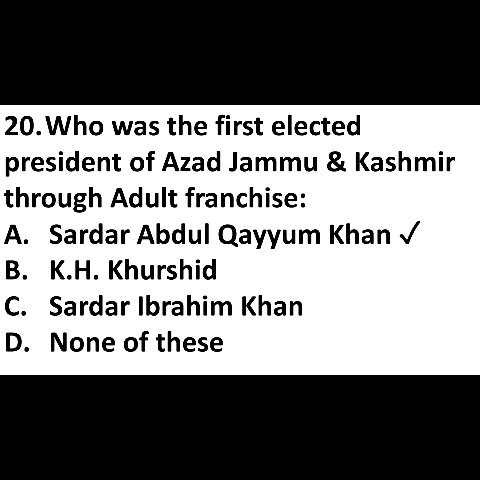 20. Who was the first elected
president of Azad Jammu & Kashmir
through Adult franchise:
A. Sardar Abdul Qayyum Khan ✓
B. K.H. Khurshid
C. Sardar Ibrahim Khan
D. None of these